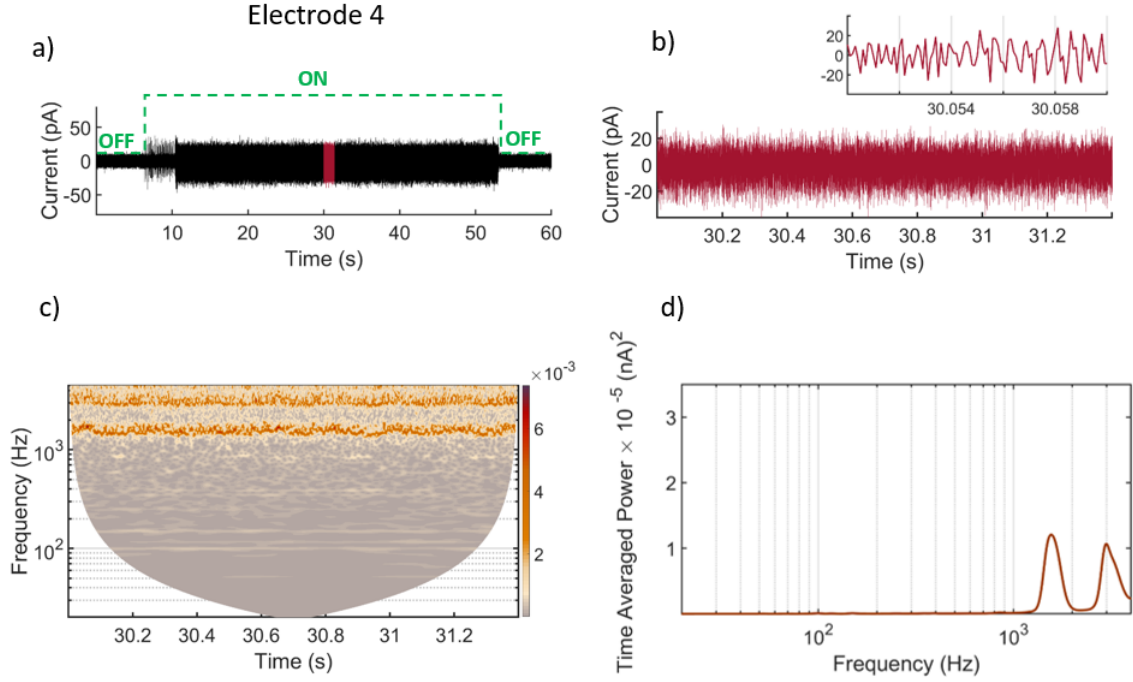 Electrode 4
a)
ON
OFF
OFF
Current (pA)
50
0
-50
10
20
30
40
50
60
Time (s)
b)
20
0
-20
30.054
30.058
Current (pA)
20
0
-20
30.2
30.4
30.6
30.8
31
31.2
Time (s)
c)
×10⁻³
Frequency (Hz)
10³
10²
6
4
2
30.2
30.4
30.6
30.8
31
31.2
Time (s)
d)
Time Averaged Power × 10⁻⁵ (nA)²
3
2
1
10²
10³
Frequency (Hz)